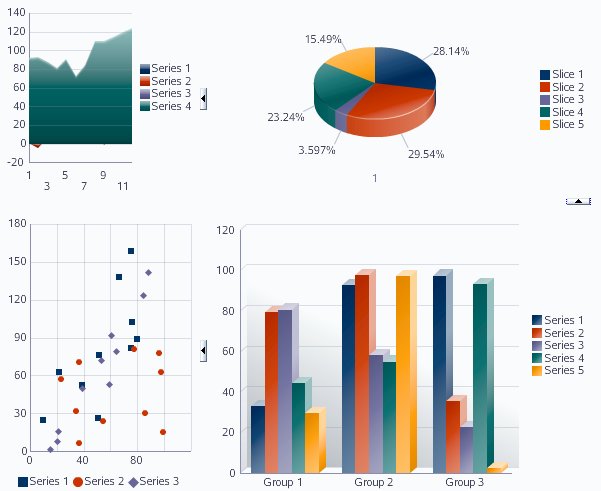 140
120
100
80
60
40
20
0
-20
1 5 9
3 7 11
Series 1
Series 2
Series 3
Series 4
15.49%
28.14%
23.24%
3.597%
29.54%
1
Slice 1
Slice 2
Slice 3
Slice 4
Slice 5
180
150
120
90
60
30
0
0 40 80
Series 1 Series 2 Series 3
120
100
80
60
40
20
0
Group 1 Group 2 Group 3
Series 1
Series 2
Series 3
Series 4
Series 5